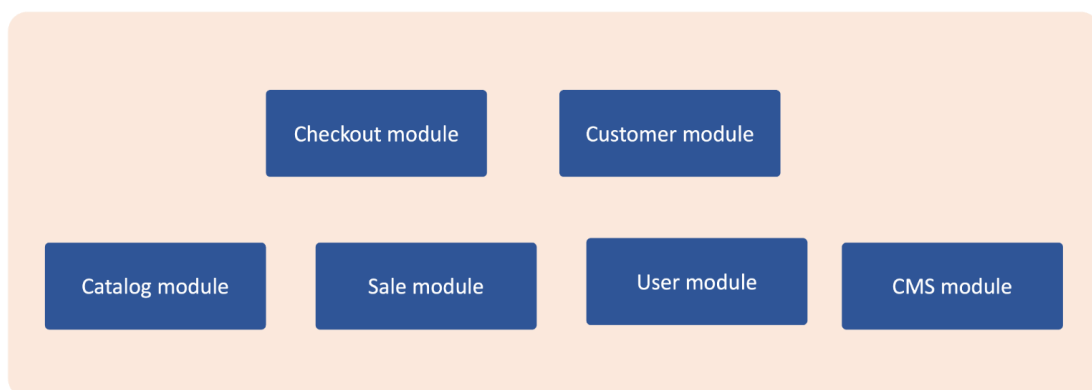 Checkout module
Customer module
Catalog module
Sale module
User module
CMS module